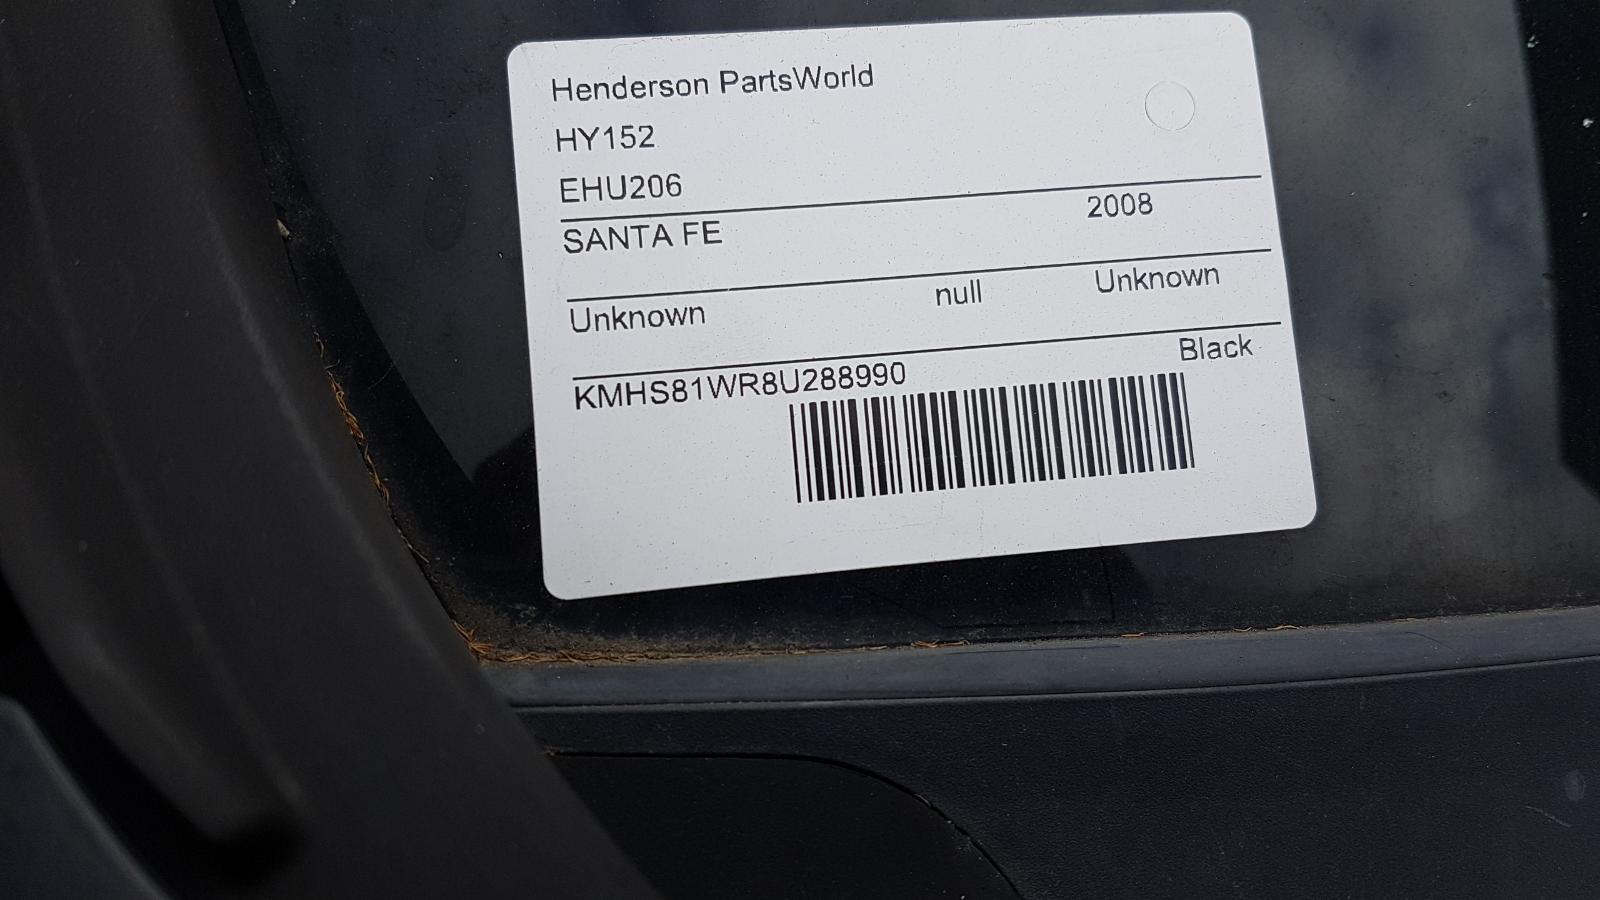 Henderson PartsWorld
HY152
EHU206
SANTA FE 2008
Unknown null Unknown
KMHS81WR8U288990 Black